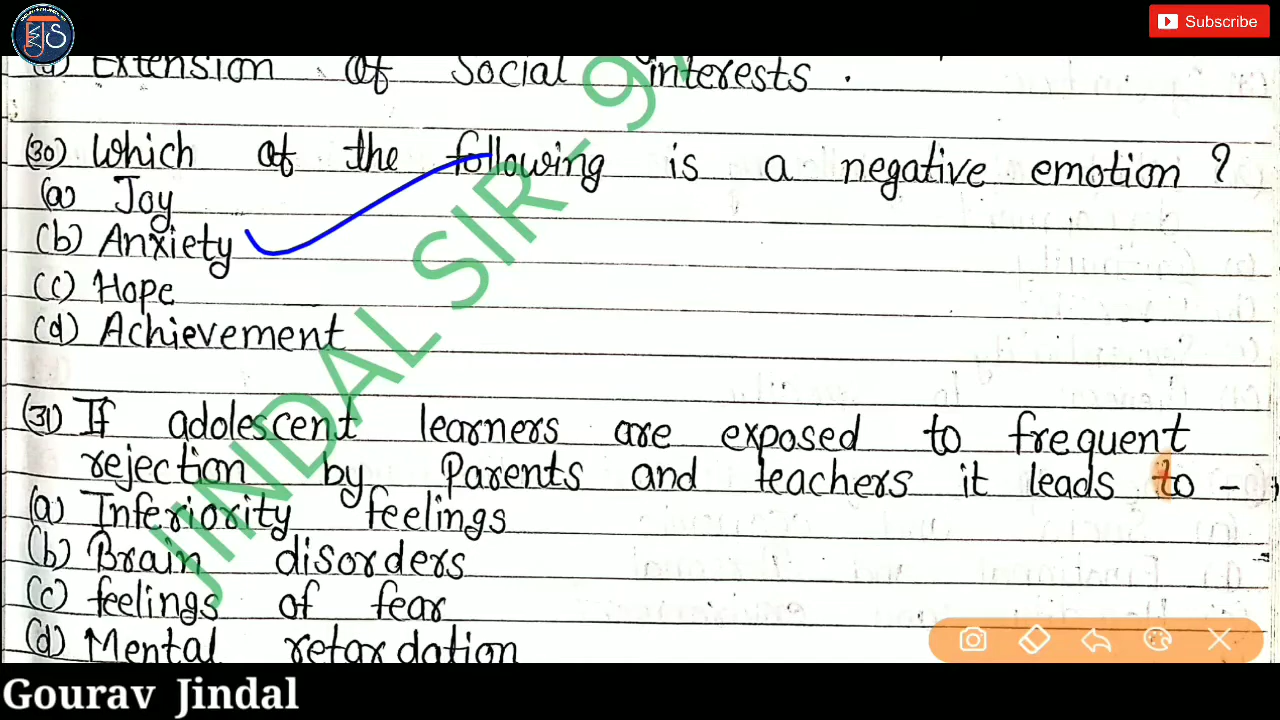 Subscribe
(d) Extension of Social interests.
(30) Which of the following is a negative emotion?
(a) Joy
(b) Anxiety
(c) Hope
(d) Achievement
(31) If adolescent learners are exposed to frequent
rejection by Parents and teachers it leads to -
(a) Inferiority feelings
(b) Brain disorders
(c) feelings of fear
(d) Mental retardation
Gourav Jindal